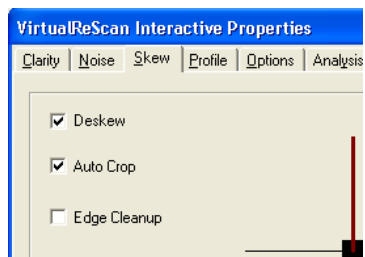 VirtualReScan Interactive Properties
Clarity Noise Skew Profile Options Analysis
Deskew
Auto Crop
Edge Cleanup